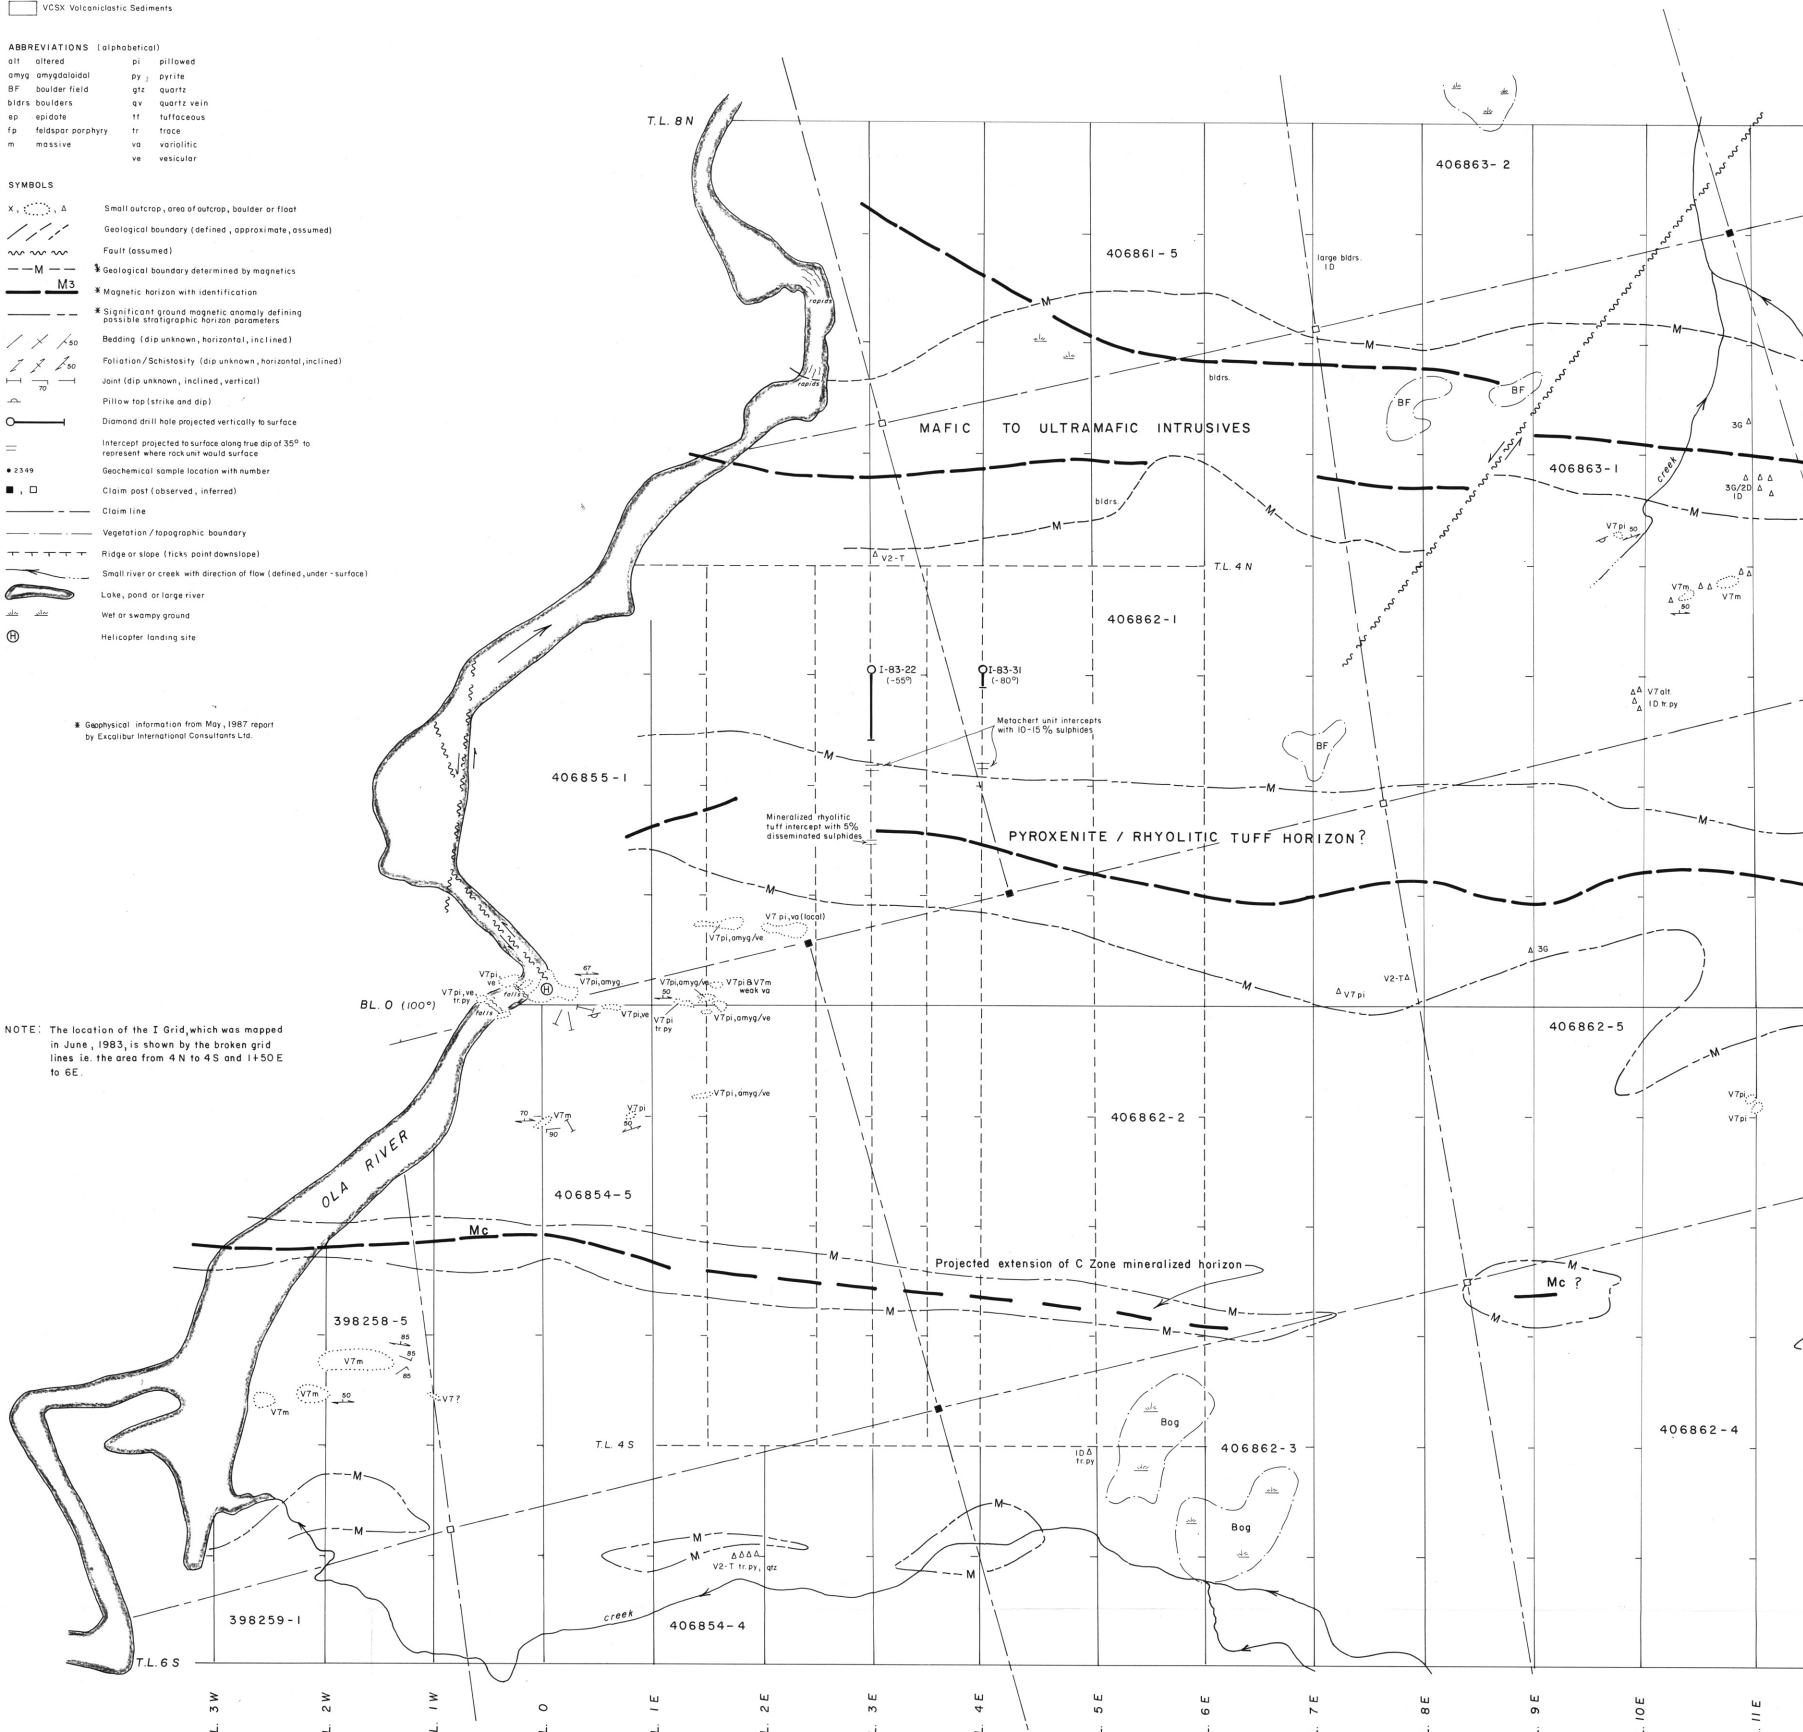 VCSX Volcaniclastic Sediments
ABBREVIATIONS (alphabetical)
alt altered
amyg amygdaloidal
BF boulder field
bldrs boulders
ep epidote
fp feldspar porphyry
m massive
pi pillowed
py pyrite
qtz quartz
qv quartz vein
tf tuffaceous
tr trace
va variolitic
ve vesicular
SYMBOLS
X, , Δ Small outcrop, area of outcrop, boulder or float
Geological boundary (defined, approximate, assumed)
Fault (assumed)
M * Geological boundary determined by magnetics
M3 * Magnetic horizon with identification
* Significant ground magnetic anomaly defining
possible stratigraphic horizon parameters
50 Bedding (dip unknown, horizontal, inclined)
50 Foliation/Schistosity (dip unknown, horizontal, inclined)
70 Joint (dip unknown, inclined, vertical)
Pillow top (strike and dip)
Diamond drill hole projected vertically to surface
Intercept projected to surface along true dip of 35° to
represent where rock unit would surface
• 2349 Geochemical sample location with number
■ , □ Claim post (observed, inferred)
Claim line
Vegetation / topographic boundary
Ridge or slope (ticks point downslope)
Small river or creek with direction of flow (defined, under-surface)
Lake, pond or large river
Wet or swampy ground
H Helicopter landing site
* Geophysical information from May, 1987 report
by Excalibur International Consultants Ltd.
NOTE: The location of the I Grid, which was mapped
in June, 1983, is shown by the broken grid
lines i.e. the area from 4N to 4S and 1+50E
to 6E.
T.L. 8N
406863-2
406861-5
large bldrs.
1D
rapids
M
M
M
rapids
bldrs.
BF
BF
MAFIC TO ULTRAMAFIC INTRUSIVES
3G Δ
creek
406863-1
3G/2D
1D
bldrs.
M
M
M
V7pi 50
Δ V2-T
T.L. 4N
V7m
V7m
50
406862-1
I-83-22
(-55°)
I-83-31
(-80°)
V7 alt.
1D tr.py
Metachert unit intercepts
with 10-15% sulphides
BF
M
406855-1
M
M
Mineralized rhyolitic
tuff intercept with 5%
disseminated sulphides
PYROXENITE / RHYOLITIC TUFF HORIZON?
M
V7 pi, va (local)
V7pi, amyg/ve
Δ 3G
V7pi
ve
67
V7pi, amyg.
V7pi, amyg/ve
V7pi & V7m
weak va
V2-T Δ
M
V7pi, ve
tr.py
falls
H
50
Δ V7pi
BL. O (100°)
falls
V7pi, ve
V7pi
tr py
V7pi, amyg/ve
406862-5
M
V7pi, amyg/ve
V7pi
V7pi
70
V7m
90
V7pi
50
406862-2
OLA RIVER
406854-5
Mc
M
Projected extension of C Zone mineralized horizon
M
Mc ?
M
M
M
M
398258-5
85
85
85
V7m
V7m
50
V7m
V7?
Bog
T.L. 4S
406862-3
406862-4
1D Δ
tr.py
M
M
M
Bog
M
M
V2-T tr.py, qtz
M
creek
398259-1
406854-4
T.L. 6S
L. 3W
L. 2W
L. 1W
L. 0
L. 1E
L. 2E
L. 3E
L. 4E
L. 5E
L. 6E
L. 7E
L. 8E
L. 9E
L. 10E
L. 11E